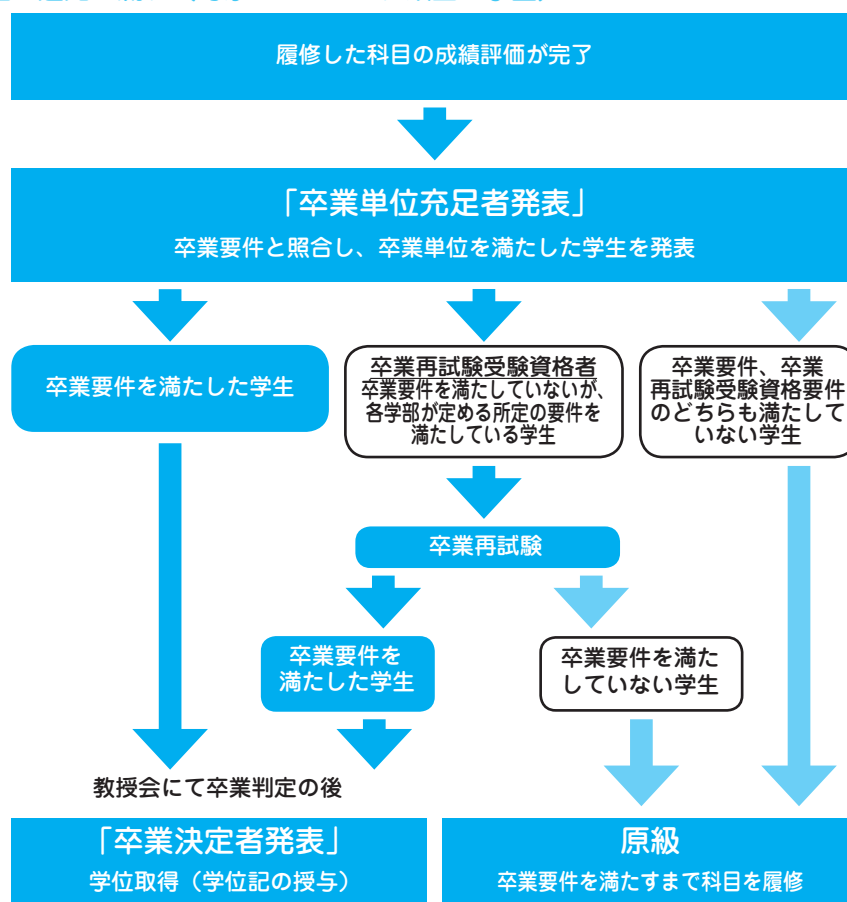 履修した科目の成績評価が完了
「卒業単位充足者発表」
卒業要件と照合し、卒業単位を満たした学生を発表
卒業要件を満たした学生
卒業再試験受験資格者
卒業要件を満たしていないが、
各学部が定める所定の要件を
満たしている学生
卒業要件、卒業
再試験受験資格要件
のどちらも満たして
いない学生
卒業再試験
卒業要件を
満たした学生
卒業要件を満た
していない学生
教授会にて卒業判定の後
「卒業決定者発表」
学位取得（学位記の授与）
原級
卒業要件を満たすまで科目を履修